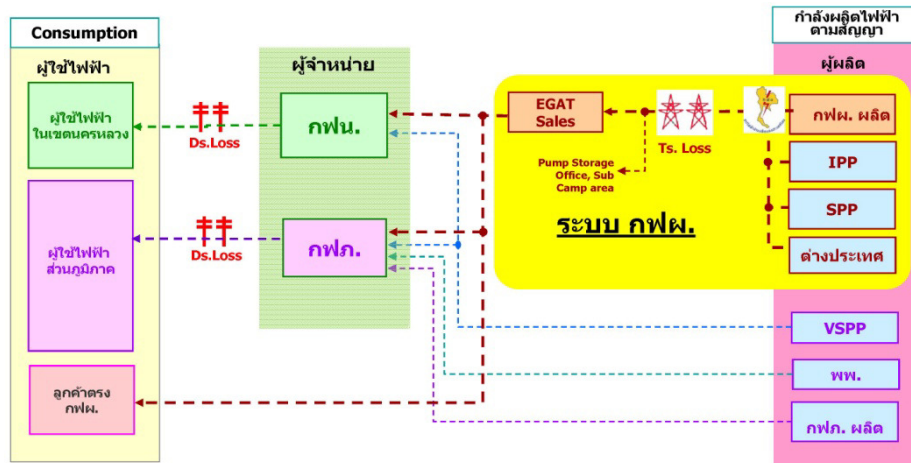 Consumption
ผู้ใช้ไฟฟ้า
ผู้ใช้ไฟฟ้า
ในเขตนครหลวง
ผู้ใช้ไฟฟ้า
ส่วนภูมิภาค
ลูกค้าตรง
กฟผ.
Ds.Loss
Ds.Loss
ผู้จำหน่าย
กฟน.
กฟภ.
EGAT
Sales
Pump Storage
Office, Sub
Camp area
Ts. Loss
ระบบ กฟผ.
กำลังผลิตไฟฟ้า
ตามสัญญา
ผู้ผลิต
กฟผ. ผลิต
IPP
SPP
ต่างประเทศ
VSPP
พพ.
กฟภ. ผลิต